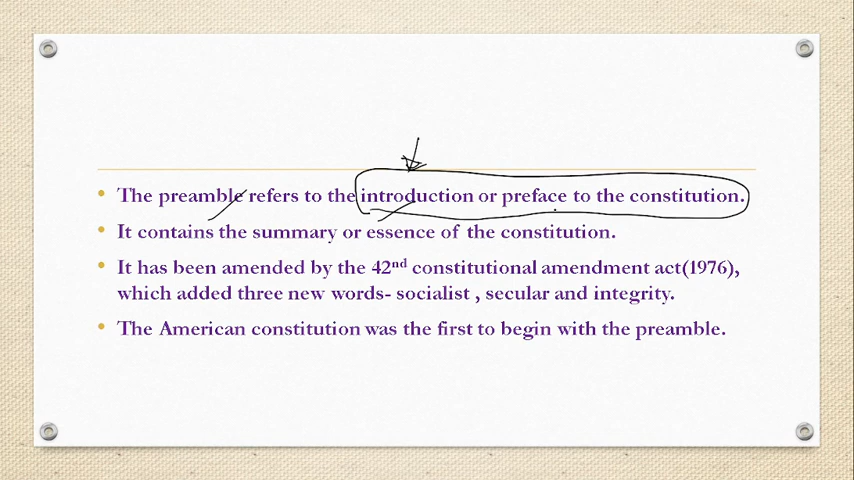 The preamble refers to the introduction or preface to the constitution.
It contains the summary or essence of the constitution.
It has been amended by the 42nd constitutional amendment act(1976),
which added three new words- socialist , secular and integrity.
The American constitution was the first to begin with the preamble.